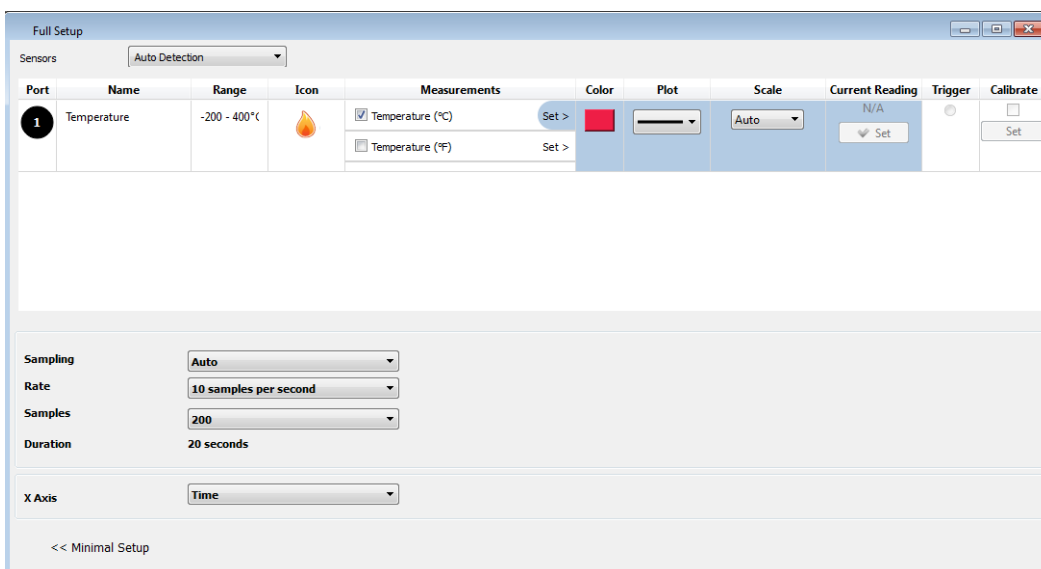 Full Setup
Sensors Auto Detection
Port Name Range Icon Measurements Color Plot Scale Current Reading Trigger Calibrate
1 Temperature -200 - 400°( Temperature (ºC) Set > Auto N/A
Set Set
Temperature (ºF) Set >
Sampling Auto
Rate 10 samples per second
Samples 200
Duration 20 seconds
X Axis Time
<< Minimal Setup